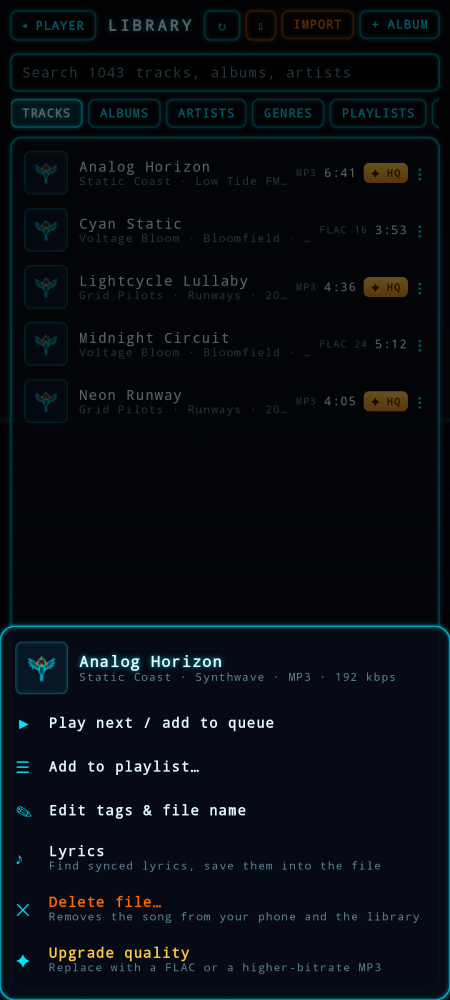 ◂ PLAYER LIBRARY ↻ ⇩ IMPORT + ALBUM
Search 1043 tracks, albums, artists
TRACKS ALBUMS ARTISTS GENRES PLAYLISTS
Analog Horizon MP3 6:41 ✦ HQ
Static Coast · Low Tide FM…
Cyan Static FLAC 16 3:53
Voltage Bloom · Bloomfield · …
Lightcycle Lullaby MP3 4:36 ✦ HQ
Grid Pilots · Runways · 20…
Midnight Circuit FLAC 24 5:12
Voltage Bloom · Bloomfield · …
Neon Runway MP3 4:05 ✦ HQ
Grid Pilots · Runways · 20…
Analog Horizon
Static Coast · Synthwave · MP3 · 192 kbps
Play next / add to queue
Add to playlist…
Edit tags & file name
Lyrics
Find synced lyrics, save them into the file
Delete file…
Removes the song from your phone and the library
Upgrade quality
Replace with a FLAC or a higher-bitrate MP3